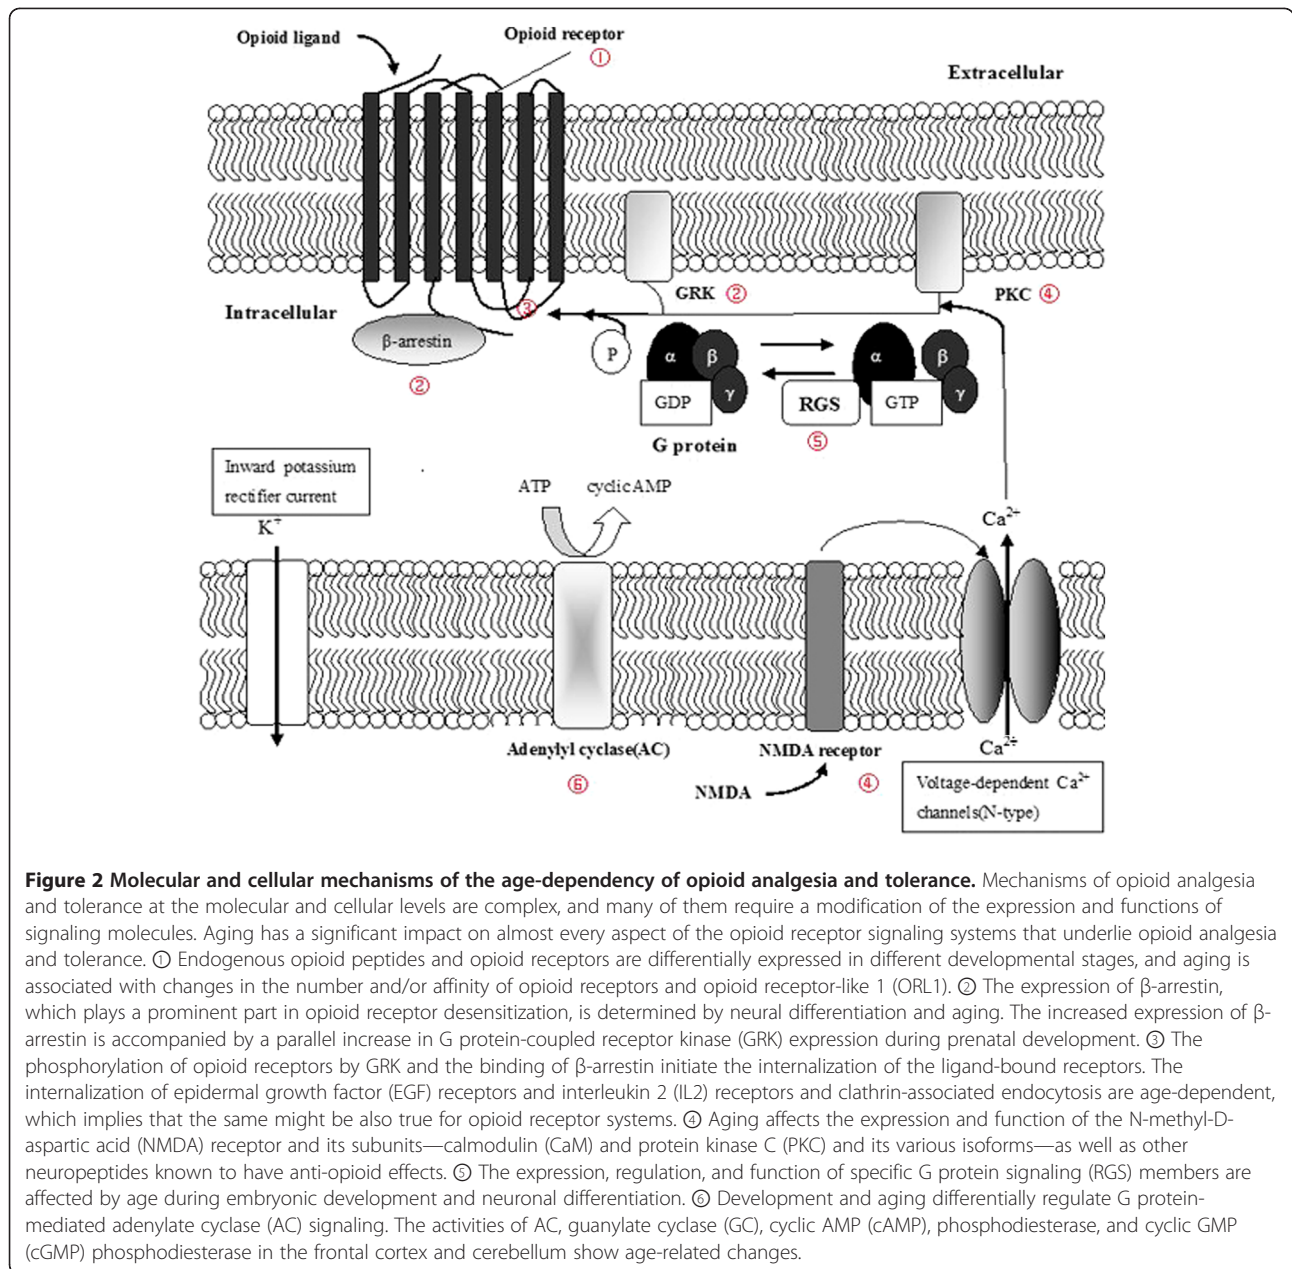 Opioid ligand
Opioid receptor
①
Extracellular
Intracellular
GRK ②
PKC ④
③
β-arrestin
②
P
α
β
γ
GDP
α
β
γ
RGS
GTP
G protein
⑤
Inward potassium
rectifier current
K⁺
ATP
cyclicAMP
Ca²⁺
Adenylyl cyclase(AC)
⑥
NMDA receptor
④
NMDA
Ca²⁺
Voltage-dependent Ca²⁺
channels(N-type)
Figure 2 Molecular and cellular mechanisms of the age-dependency of opioid analgesia and tolerance. Mechanisms of opioid analgesia
and tolerance at the molecular and cellular levels are complex, and many of them require a modification of the expression and functions of
signaling molecules. Aging has a significant impact on almost every aspect of the opioid receptor signaling systems that underlie opioid analgesia
and tolerance. ① Endogenous opioid peptides and opioid receptors are differentially expressed in different developmental stages, and aging is
associated with changes in the number and/or affinity of opioid receptors and opioid receptor-like 1 (ORL1). ② The expression of β-arrestin,
which plays a prominent part in opioid receptor desensitization, is determined by neural differentiation and aging. The increased expression of β-
arrestin is accompanied by a parallel increase in G protein-coupled receptor kinase (GRK) expression during prenatal development. ③ The
phosphorylation of opioid receptors by GRK and the binding of β-arrestin initiate the internalization of the ligand-bound receptors. The
internalization of epidermal growth factor (EGF) receptors and interleukin 2 (IL2) receptors and clathrin-associated endocytosis are age-dependent,
which implies that the same might be also true for opioid receptor systems. ④ Aging affects the expression and function of the N-methyl-D-
aspartic acid (NMDA) receptor and its subunits—calmodulin (CaM) and protein kinase C (PKC) and its various isoforms—as well as other
neuropeptides known to have anti-opioid effects. ⑤ The expression, regulation, and function of specific G protein signaling (RGS) members are
affected by age during embryonic development and neuronal differentiation. ⑥ Development and aging differentially regulate G protein-
mediated adenylate cyclase (AC) signaling. The activities of AC, guanylate cyclase (GC), cyclic AMP (cAMP), phosphodiesterase, and cyclic GMP
(cGMP) phosphodiesterase in the frontal cortex and cerebellum show age-related changes.